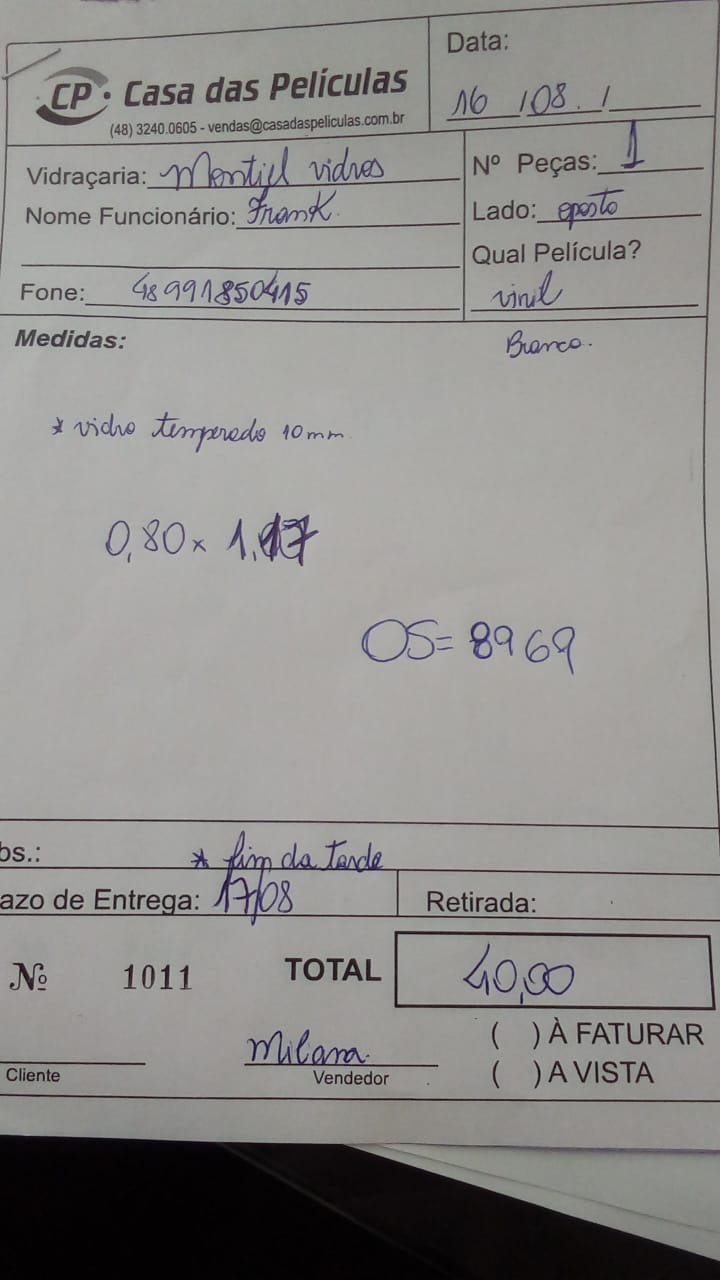 CP • Casa das Películas
(48) 3240.0605 - vendas@casadaspeliculas.com.br
Data: 16 / 08 . /
Vidraçaria: Montiel vidros
Nº Peças: 1
Nome Funcionário: Frank.
Lado: oposto
Qual Película?
Fone: 48991850415
vinil
Medidas:
Branco.
* vidro temperado 10mm
0,80 x 1,17
OS= 8969
bs.: * fim da tarde
azo de Entrega: 17/08
Retirada:
Nº 1011
TOTAL 40,00
( ) À FATURAR
Milana.
Cliente
Vendedor
( ) A VISTA